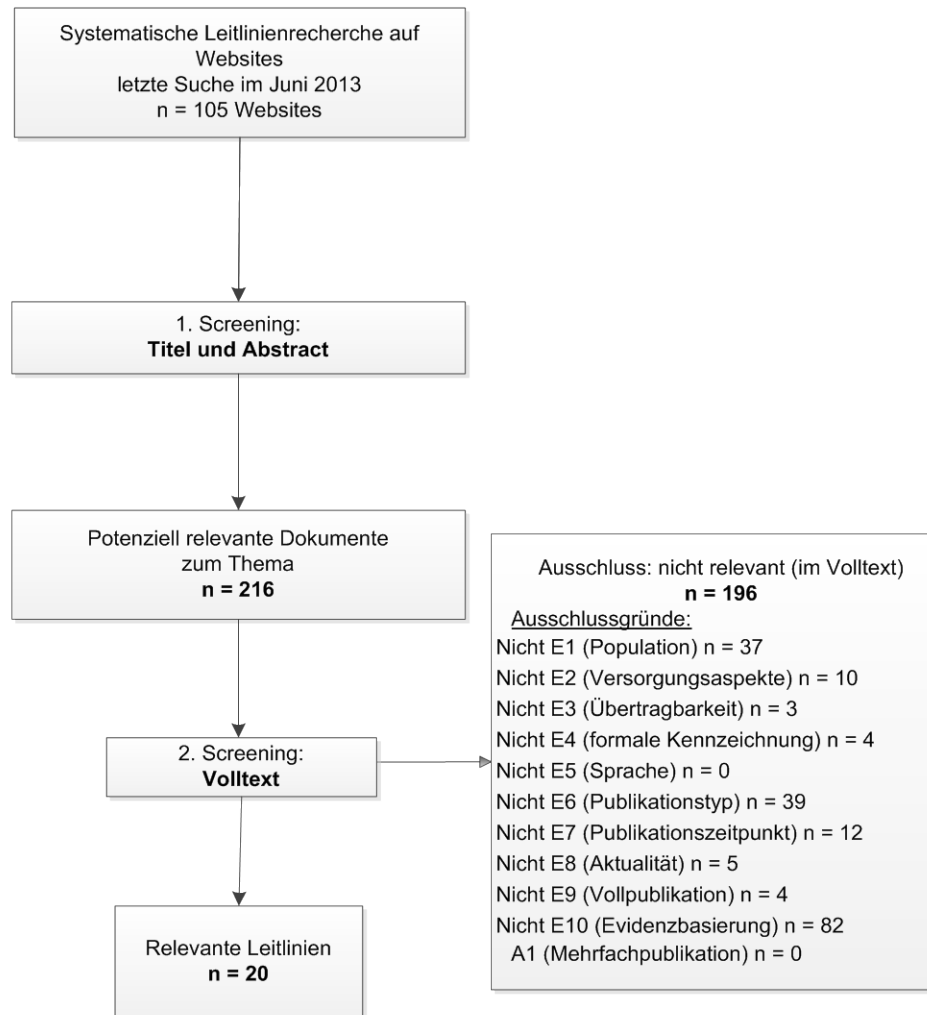 Systematische Leitlinienrecherche auf
Websites
letzte Suche im Juni 2013
n = 105 Websites
1. Screening:
Titel und Abstract
Potenziell relevante Dokumente
zum Thema
n = 216
2. Screening:
Volltext
Ausschluss: nicht relevant (im Volltext)
n = 196
Ausschlussgründe:
Nicht E1 (Population) n = 37
Nicht E2 (Versorgungsaspekte) n = 10
Nicht E3 (Übertragbarkeit) n = 3
Nicht E4 (formale Kennzeichnung) n = 4
Nicht E5 (Sprache) n = 0
Nicht E6 (Publikationstyp) n = 39
Nicht E7 (Publikationszeitpunkt) n = 12
Nicht E8 (Aktualität) n = 5
Nicht E9 (Vollpublikation) n = 4
Nicht E10 (Evidenzbasierung) n = 82
A1 (Mehrfachpublikation) n = 0
Relevante Leitlinien
n = 20